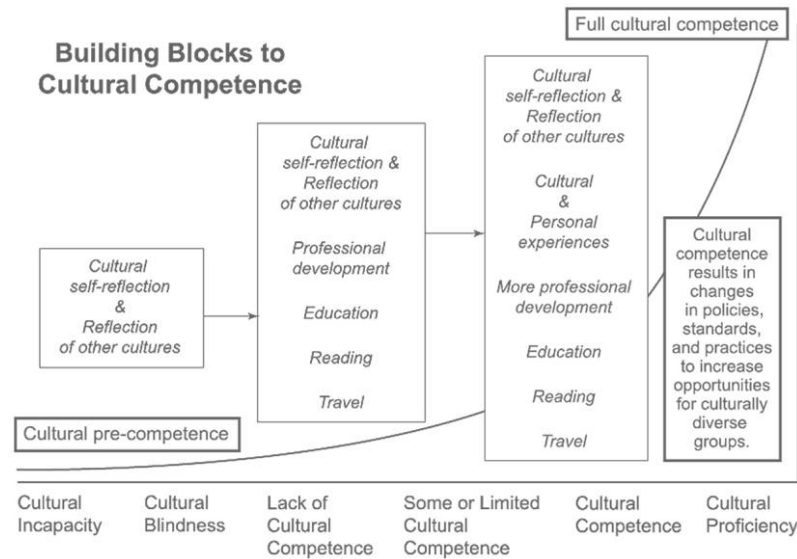 Building Blocks to
Cultural Competence
Full cultural competence
Cultural
self-reflection
&
Reflection
of other cultures
Cultural
self-reflection &
Reflection
of other cultures
Professional
development
Education
Reading
Travel
Cultural
self-reflection &
Reflection
of other cultures
Cultural
&
Personal
experiences
More professional
development
Education
Reading
Travel
Cultural
competence
results in
changes
in policies,
standards,
and practices
to increase
opportunities
for culturally
diverse
groups.
Cultural pre-competence
Cultural
Incapacity
Cultural
Blindness
Lack of
Cultural
Competence
Some or Limited
Cultural
Competence
Cultural
Competence
Cultural
Proficiency